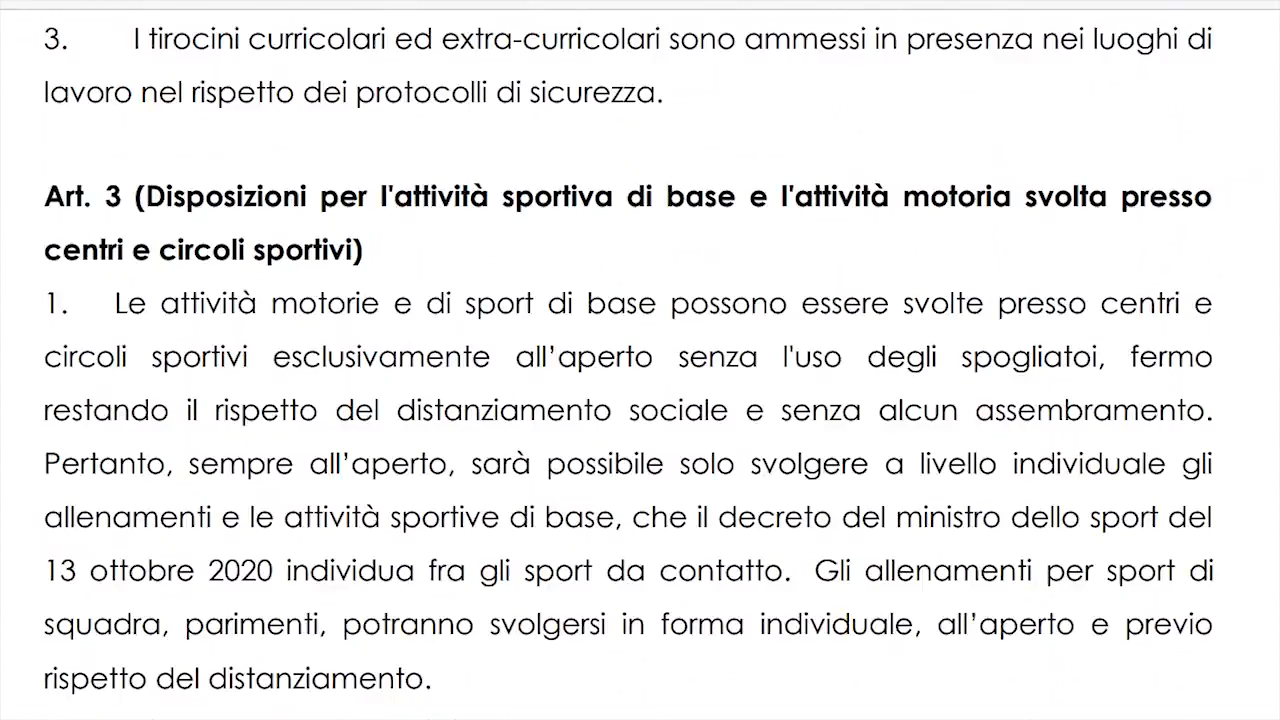 3. I tirocini curricolari ed extra-curricolari sono ammessi in presenza nei luoghi di
lavoro nel rispetto dei protocolli di sicurezza.
Art. 3 (Disposizioni per l'attività sportiva di base e l'attività motoria svolta presso
centri e circoli sportivi)
1. Le attività motorie e di sport di base possono essere svolte presso centri e
circoli sportivi esclusivamente all’aperto senza l'uso degli spogliatoi, fermo
restando il rispetto del distanziamento sociale e senza alcun assembramento.
Pertanto, sempre all’aperto, sarà possibile solo svolgere a livello individuale gli
allenamenti e le attività sportive di base, che il decreto del ministro dello sport del
13 ottobre 2020 individua fra gli sport da contatto. Gli allenamenti per sport di
squadra, parimenti, potranno svolgersi in forma individuale, all’aperto e previo
rispetto del distanziamento.